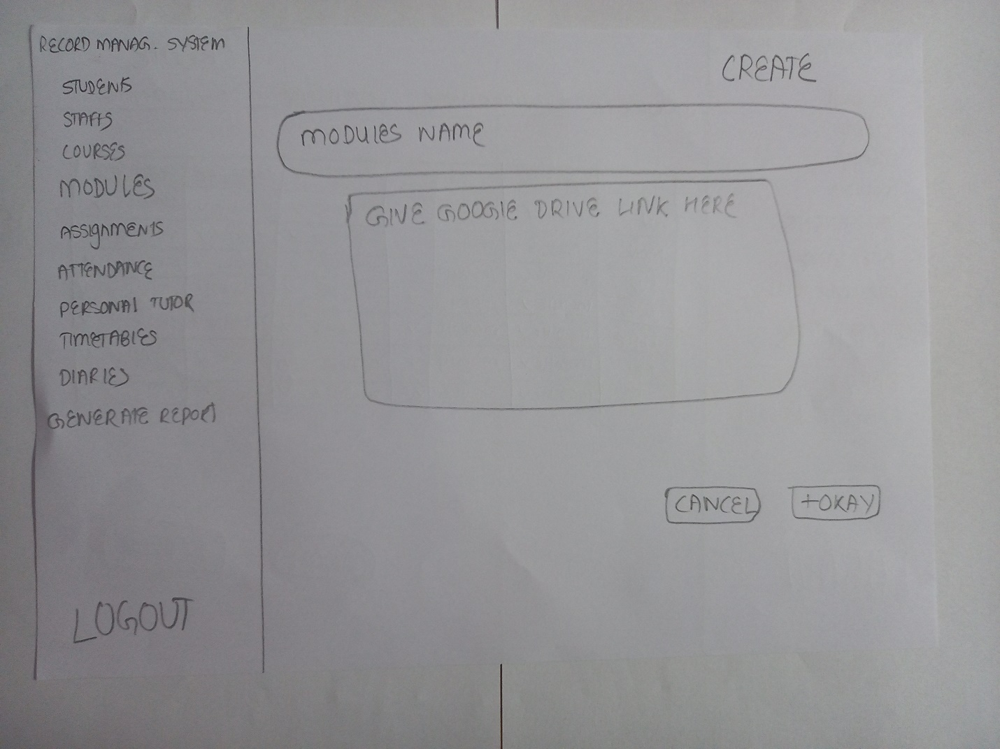 RECORD MANAG. SYSTEM
STUDENTS
STAFFS
COURSES
MODULES
ASSIGNMENTS
ATTENDANCE
PERSONAL TUTOR
TIMETABLES
DIARIES
GENERATE REPORT
LOGOUT
CREATE
MODULES NAME
GIVE GOOGLE DRIVE LINK HERE
CANCEL
+OKAY